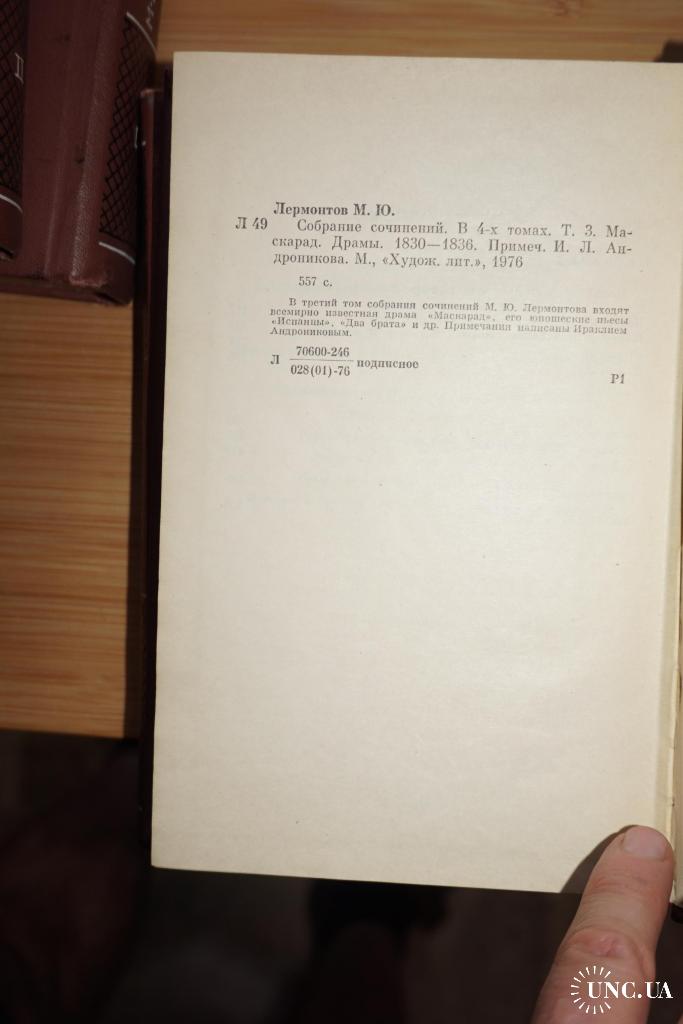 Лермонтов М. Ю.
Л 49 Собрание сочинений. В 4-х томах. Т. 3. Ма-
скарад. Драмы. 1830—1836. Примеч. И. Л. Ан-
дроникова. М., «Худож. лит.», 1976
557 с.
В третий том собрания сочинений М. Ю. Лермонтова входят
всемирно известная драма «Маскарад», его юношеские пьесы
«Испанцы», «Два брата» и др. Примечания написаны Ираклием
Андрониковым.
70600-246
Л подписное
028(01)-76
Р1
UNC.UA